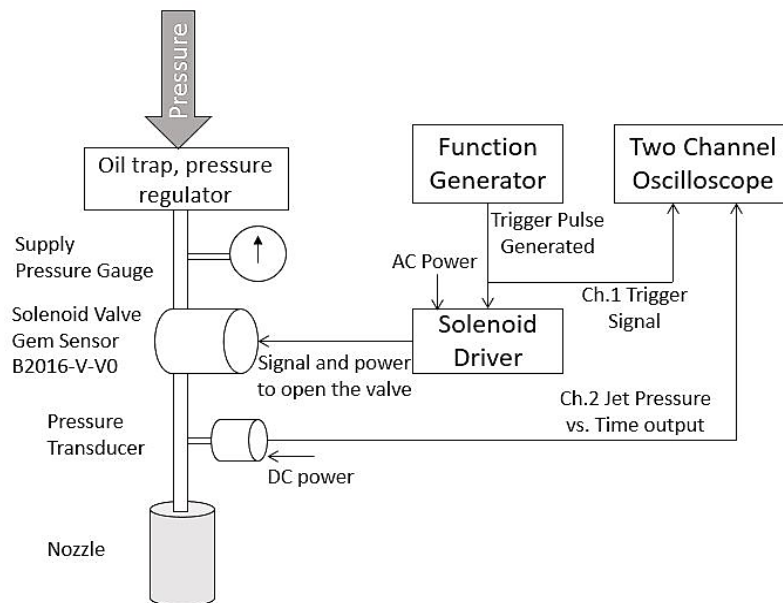 Pressure
Oil trap, pressure
regulator
Function
Generator
Two Channel
Oscilloscope
Supply
Pressure Gauge
Trigger Pulse
Generated
AC Power
Ch.1 Trigger
Signal
Solenoid Valve
Gem Sensor
B2016-V-V0
Solenoid
Driver
Signal and power
to open the valve
Ch.2 Jet Pressure
vs. Time output
Pressure
Transducer
DC power
Nozzle